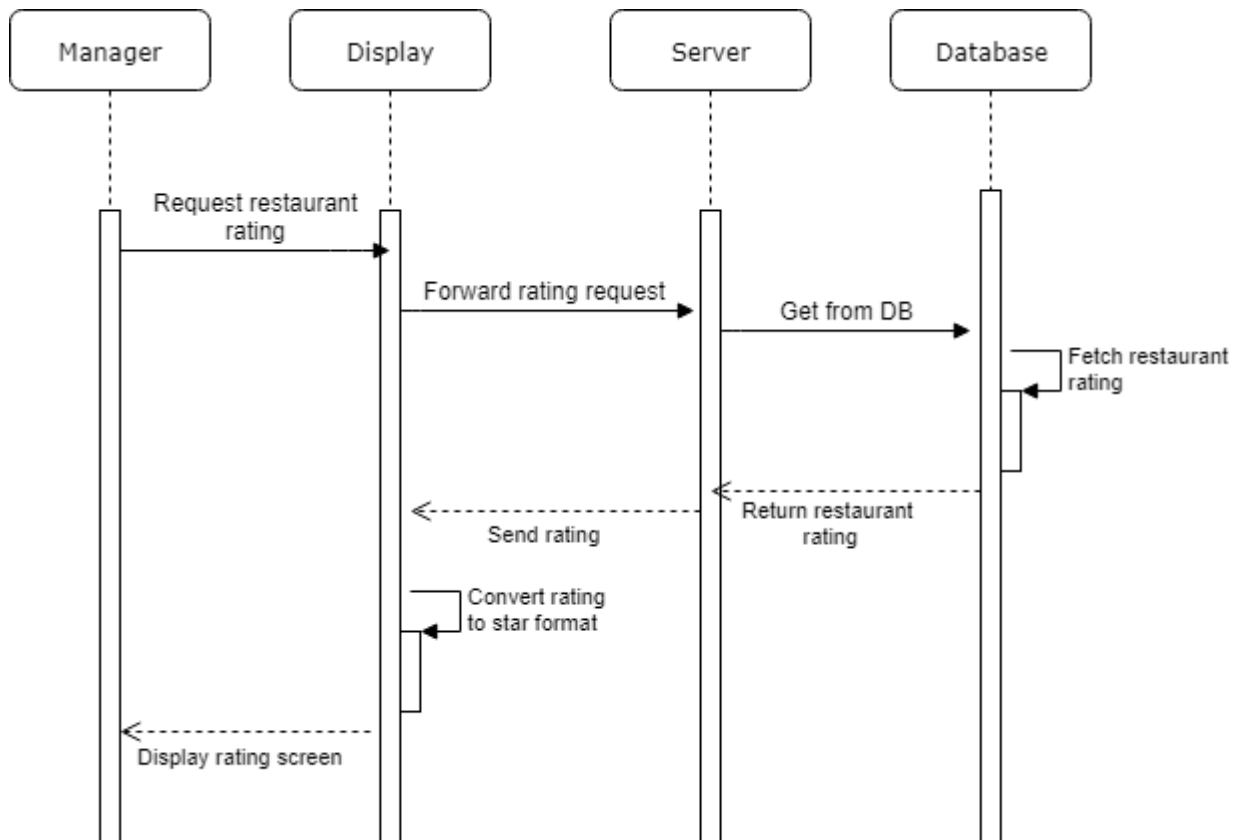 Manager
Display
Server
Database
Request restaurant
rating
Forward rating request
Get from DB
Fetch restaurant
rating
Return restaurant
rating
Send rating
Convert rating
to star format
Display rating screen